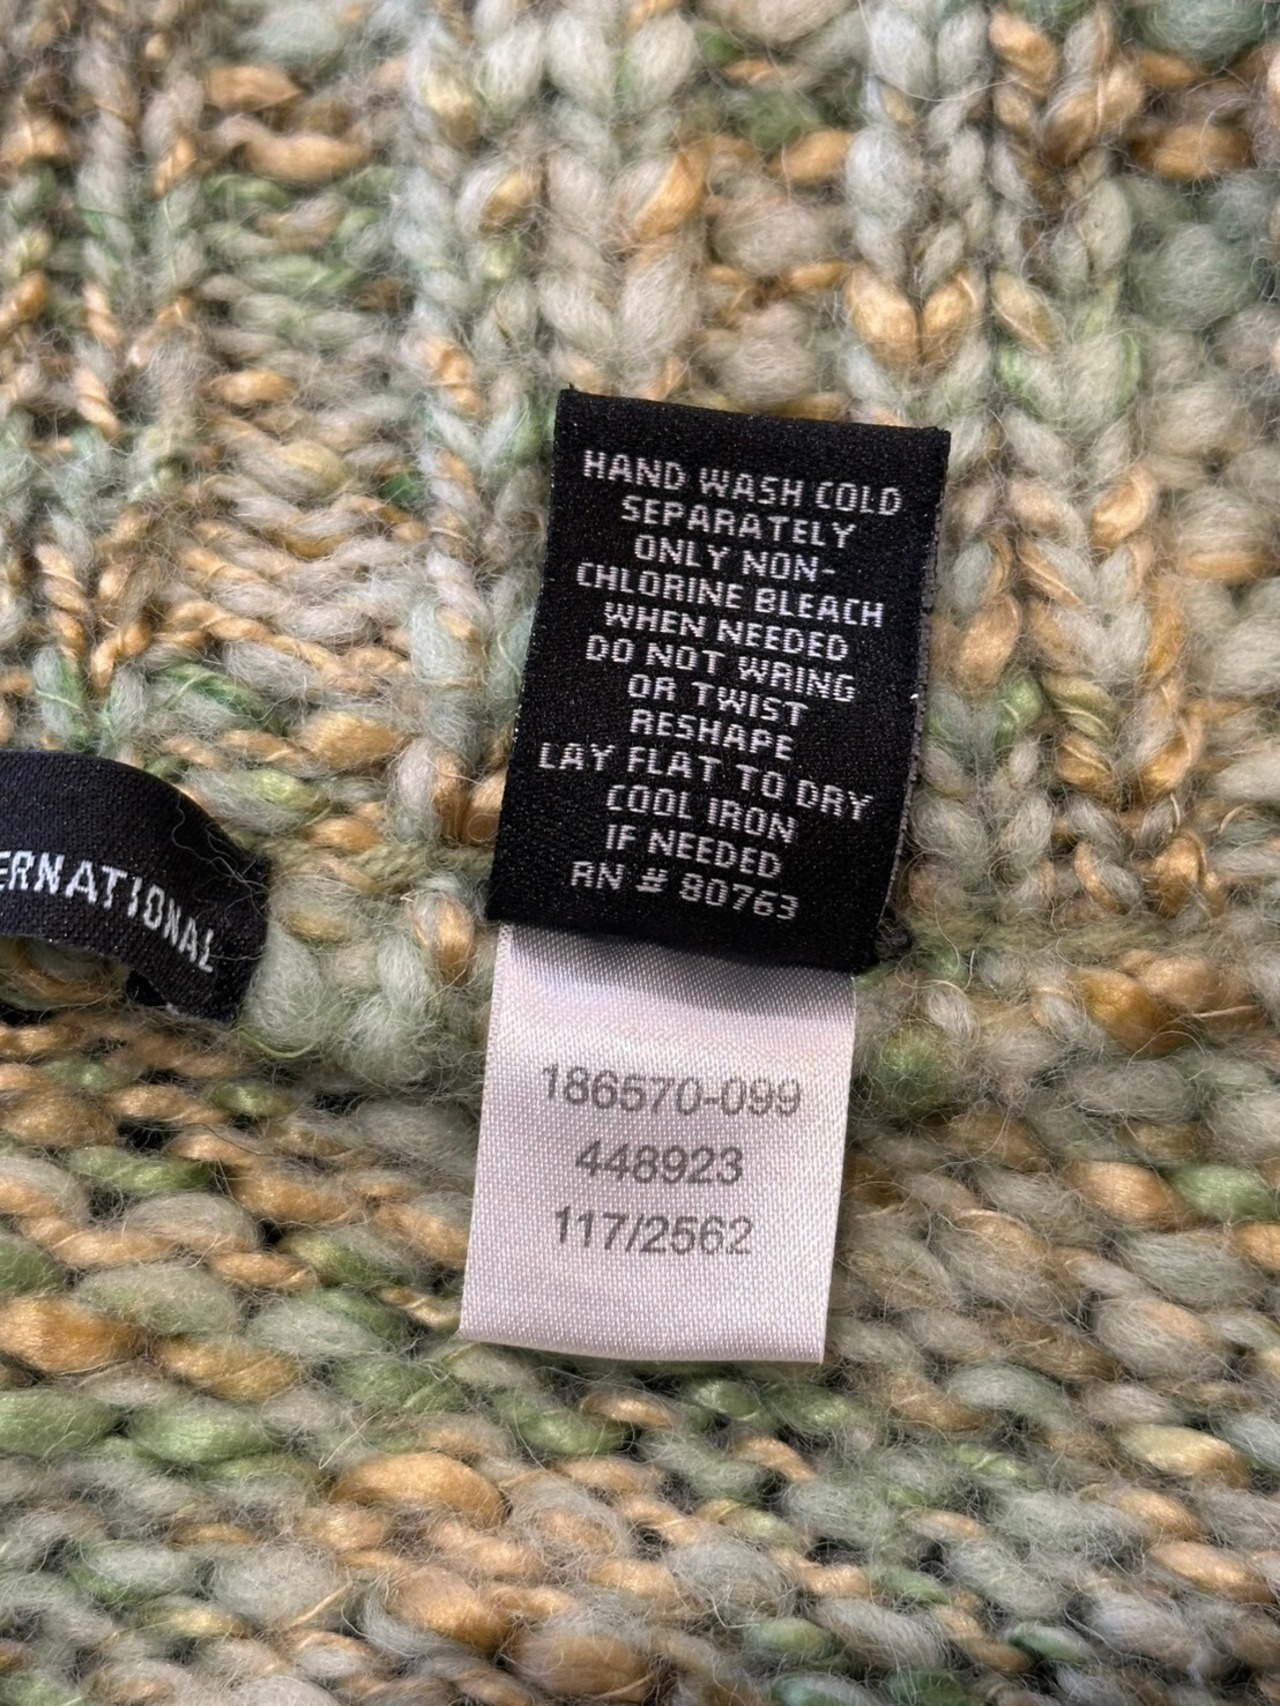 HAND WASH COLD
SEPARATELY
ONLY NON-
CHLORINE BLEACH
WHEN NEEDED
DO NOT WRING
OR TWIST
RESHAPE
LAY FLAT TO DRY
COOL IRON
IF NEEDED
RN # 80763
ERNATIONAL
186570-099
448923
117/2562